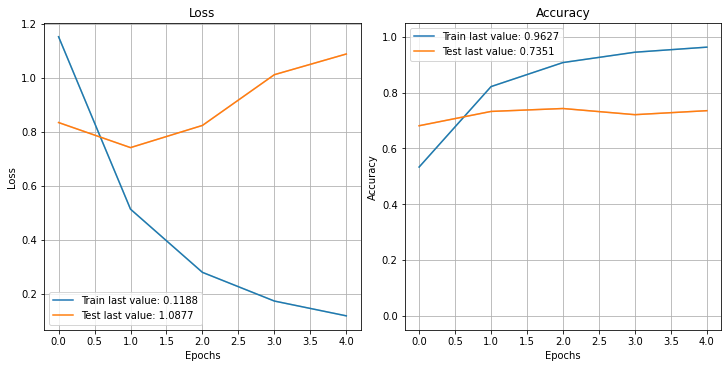 Loss
1.2
1.0
0.8
0.6
0.4
0.2
Loss
Train last value: 0.1188
Test last value: 1.0877
0.0 0.5 1.0 1.5 2.0 2.5 3.0 3.5 4.0
Epochs
Accuracy
Train last value: 0.9627
Test last value: 0.7351
1.0
0.8
0.6
0.4
0.2
0.0
Accuracy
0.0 0.5 1.0 1.5 2.0 2.5 3.0 3.5 4.0
Epochs